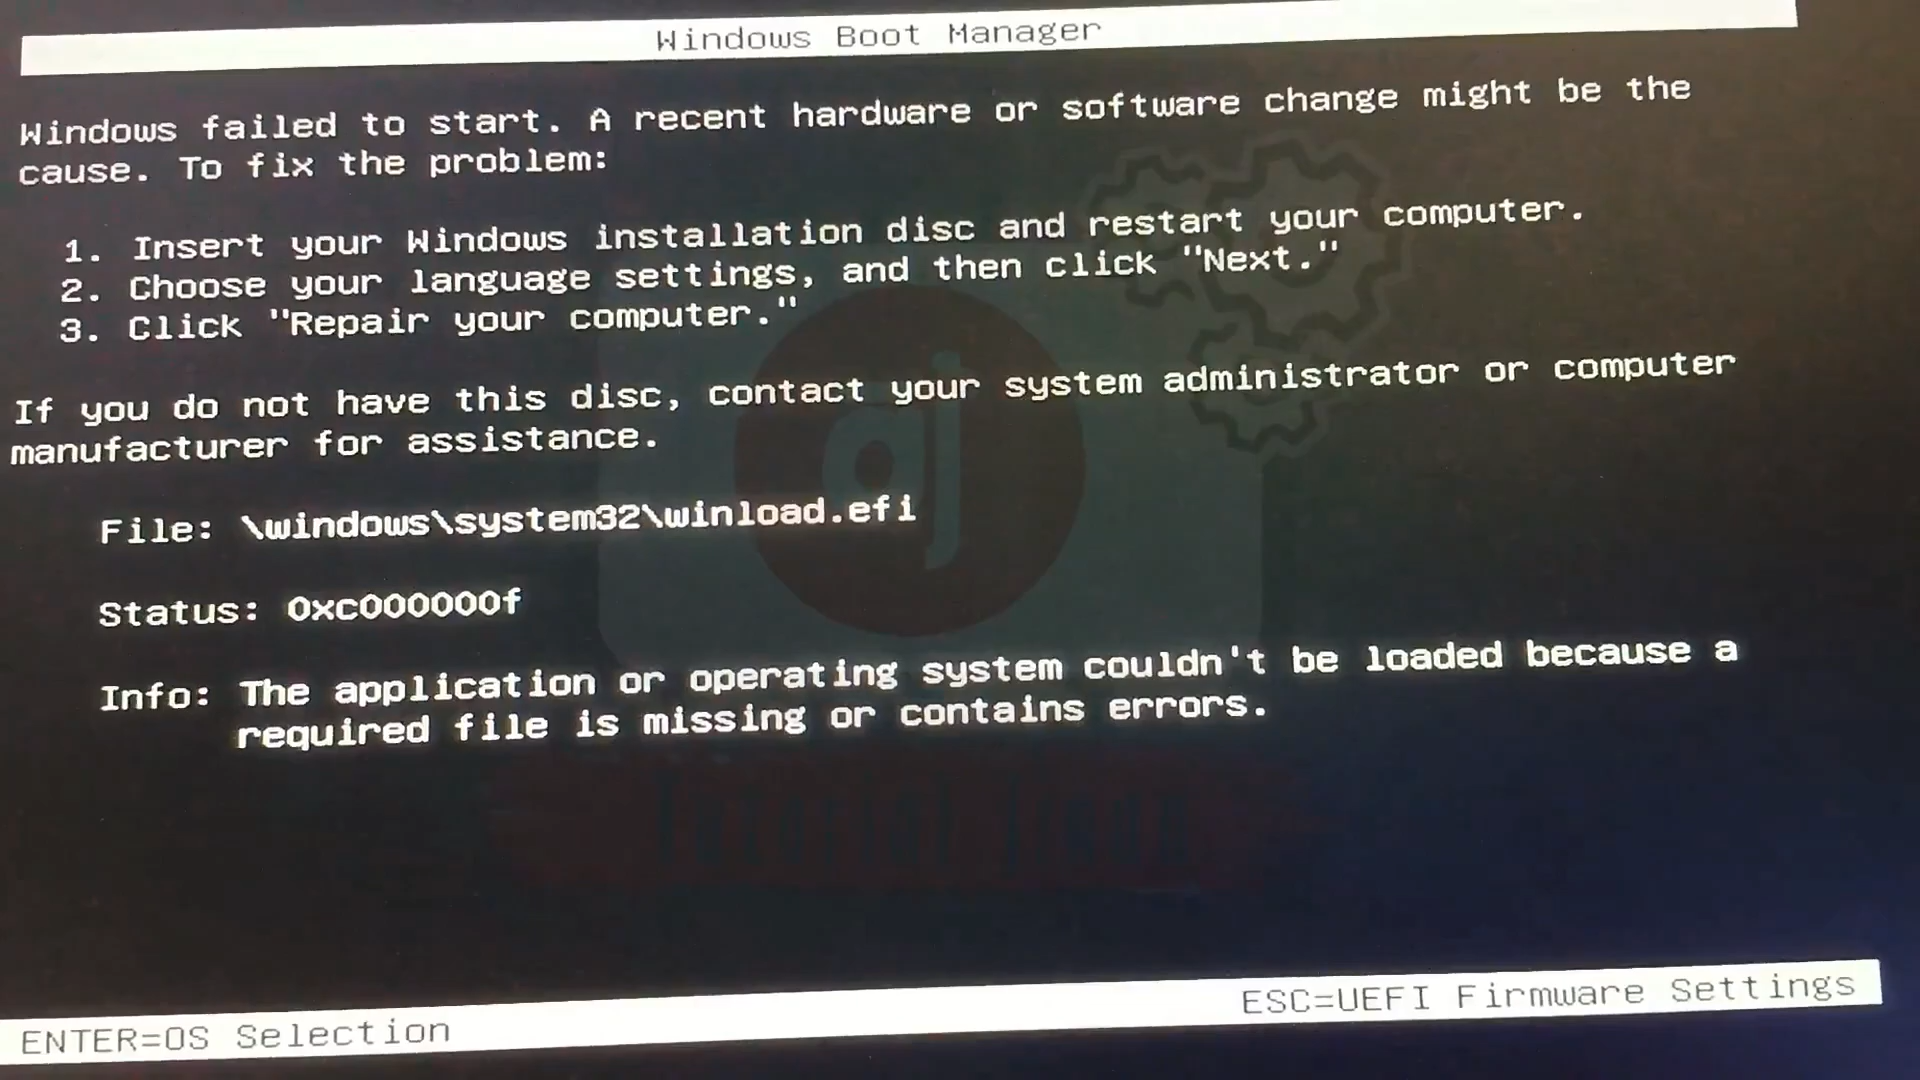 Windows Boot Manager
Windows failed to start. A recent hardware or software change might be the
cause. To fix the problem:
1. Insert your Windows installation disc and restart your computer.
2. Choose your language settings, and then click "Next."
3. Click "Repair your computer."
If you do not have this disc, contact your system administrator or computer
manufacturer for assistance.
File: \windows\system32\winload.efi
Status: 0xc000000f
Info: The application or operating system couldn't be loaded because a
required file is missing or contains errors.
ENTER=OS Selection
ESC=UEFI Firmware Settings